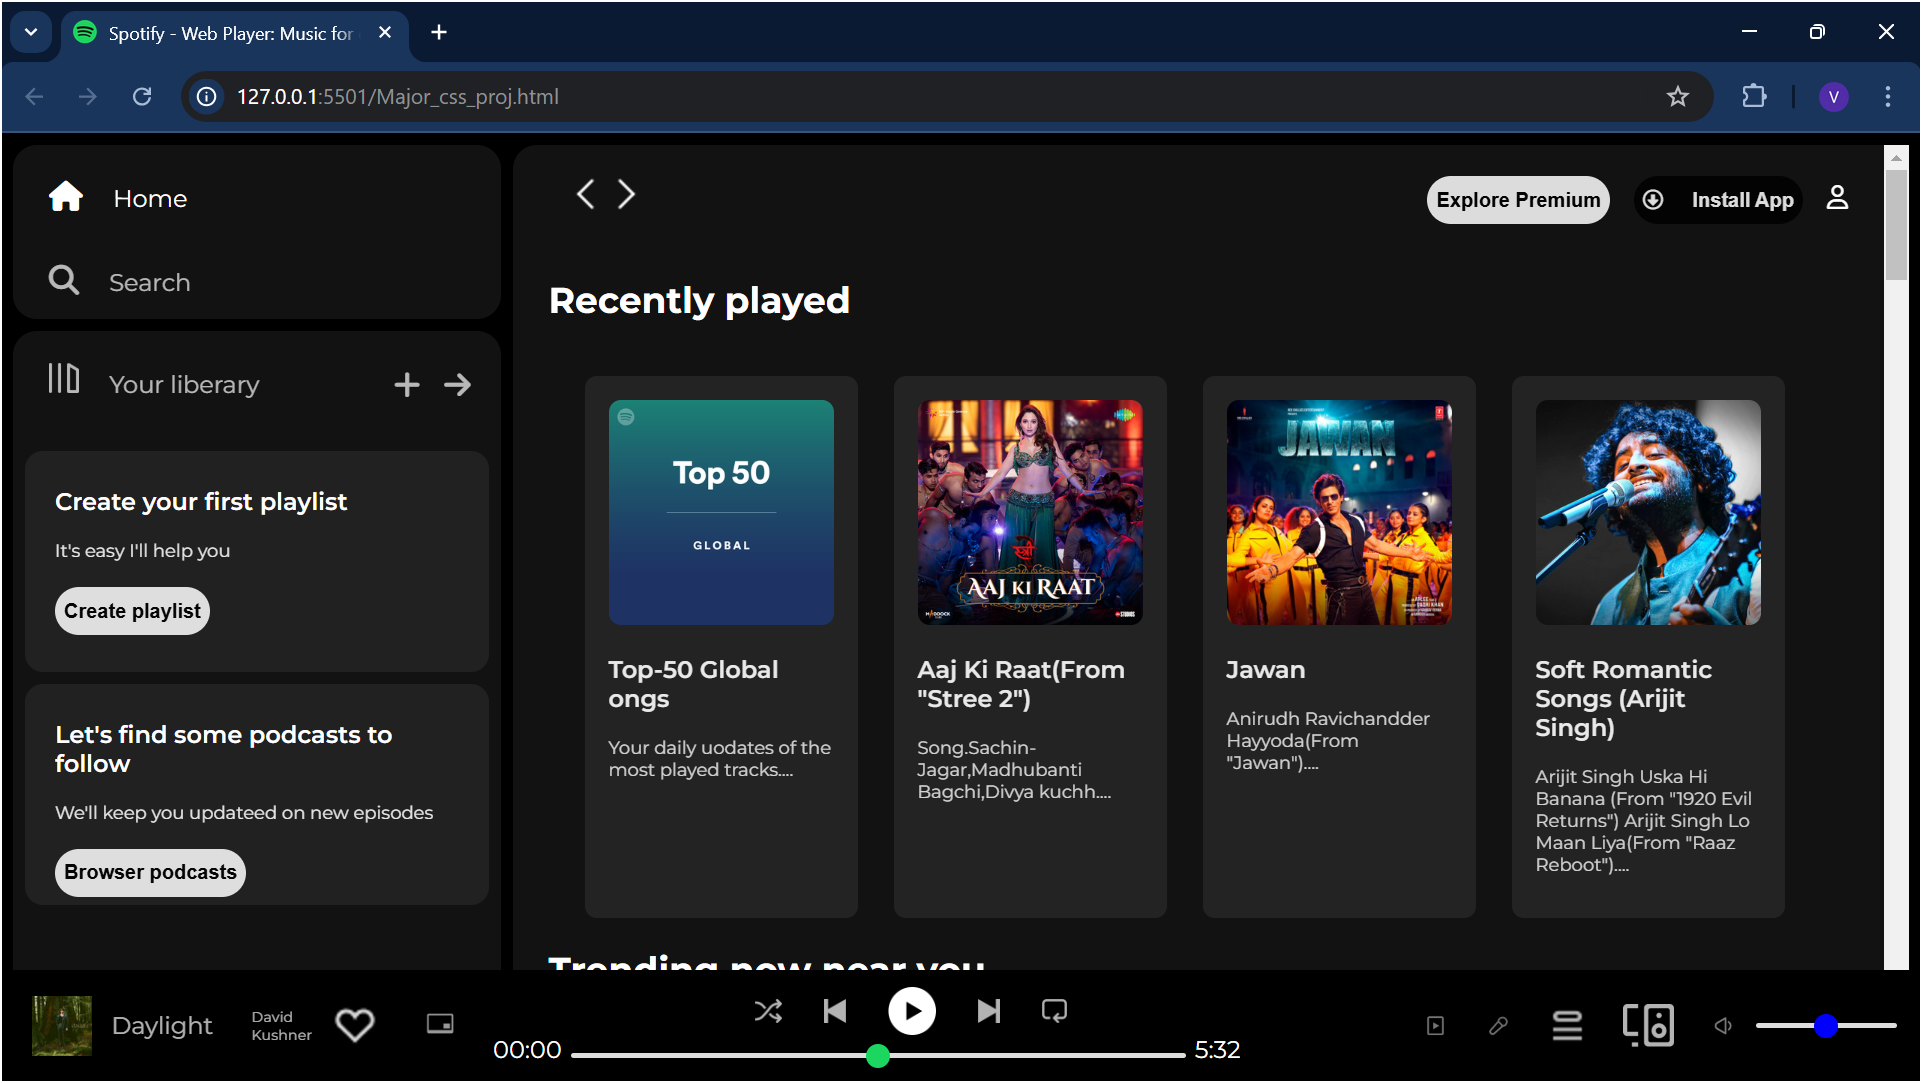 Spotify - Web Player: Music for
127.0.0.1:5501/Major_css_proj.html
V
Home
Search
Your liberary
Create your first playlist
It's easy I'll help you
Create playlist
Let's find some podcasts to
follow
We'll keep you updateed on new episodes
Browser podcasts
Explore Premium
Install App
Recently played
Top 50
GLOBAL
Top-50 Global
ongs
Your daily uodates of the
most played tracks....
स्त्री
AAJ KI RAAT
Aaj Ki Raat(From
"Stree 2")
Song.Sachin-
Jagar,Madhubanti
Bagchi,Divya kuchh....
JAWAN
Jawan
Anirudh Ravichandder
Hayyoda(From
"Jawan")....
Soft Romantic
Songs (Arijit
Singh)
Arijit Singh Uska Hi
Banana (From "1920 Evil
Returns") Arijit Singh Lo
Maan Liya(From "Raaz
Reboot")....
Trending now near you
Daylight
David
Kushner
00:00
5:32